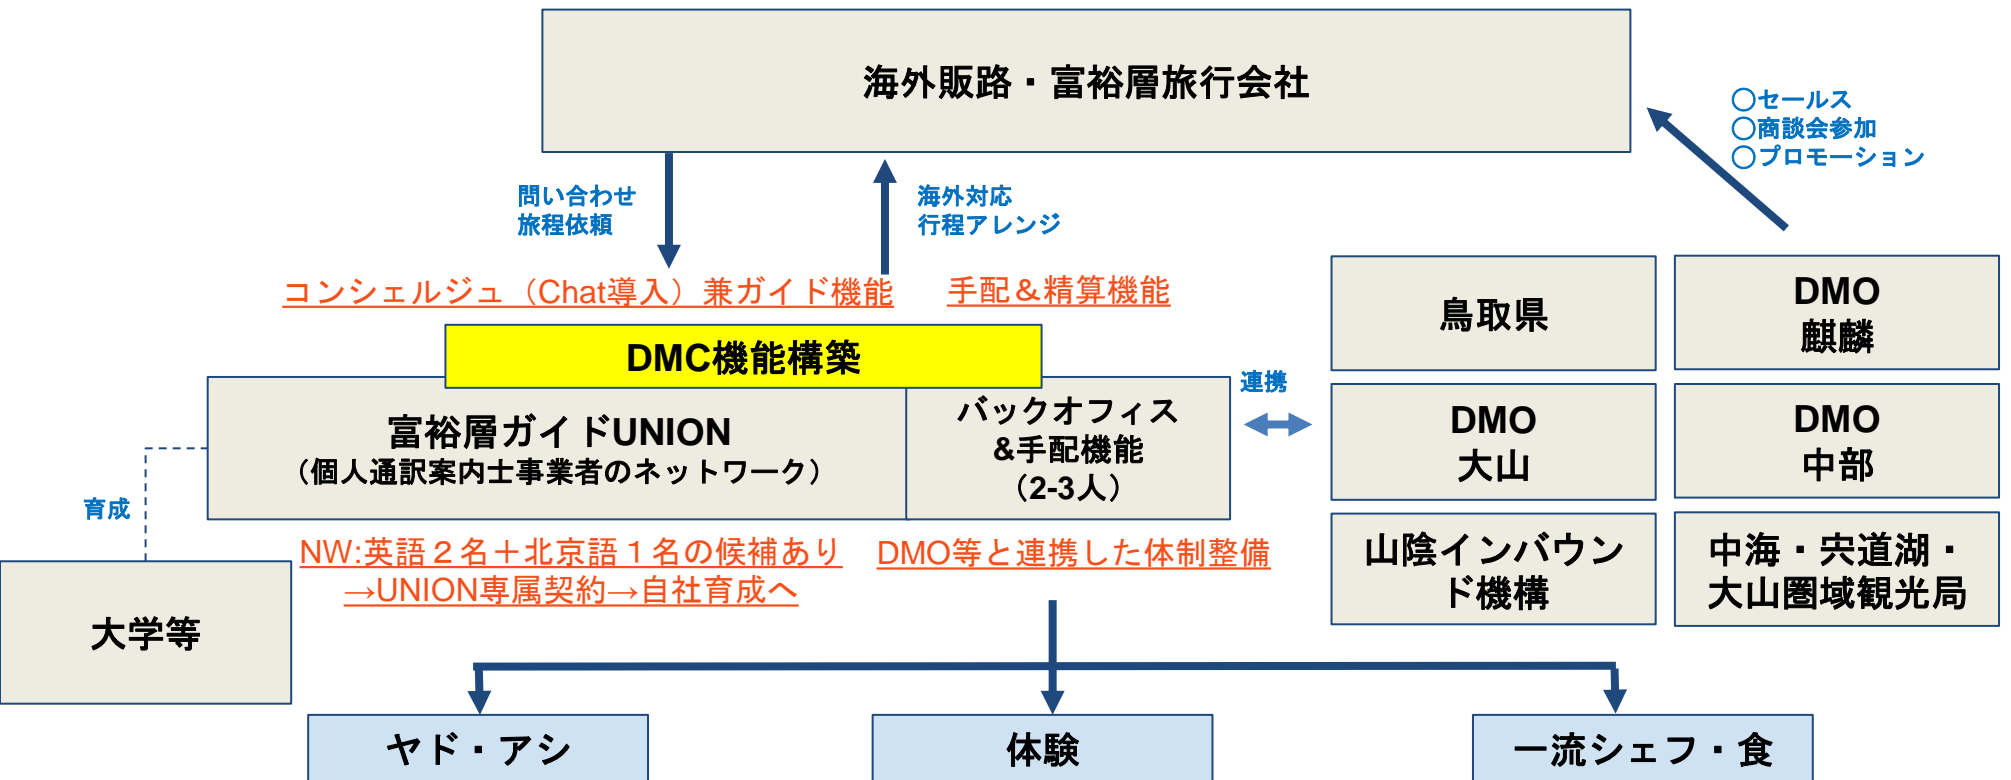 海外販路・富裕層旅行会社
○セールス
○商談会参加
○プロモーション
問い合わせ
旅程依頼
海外対応
行程アレンジ
コンシェルジュ（Chat導入）兼ガイド機能
手配＆精算機能
DMC機能構築
富裕層ガイドUNION
（個人通訳案内士事業者のネットワーク）
バックオフィス
&手配機能
（2-3人）
連携
鳥取県
DMO
麒麟
DMO
大山
DMO
中部
山陰インバウン
ド機構
中海・宍道湖・
大山圏域観光局
育成
大学等
NW:英語２名＋北京語１名の候補あり
→UNION専属契約→自社育成へ
DMO等と連携した体制整備
ヤド・アシ
体験
一流シェフ・食